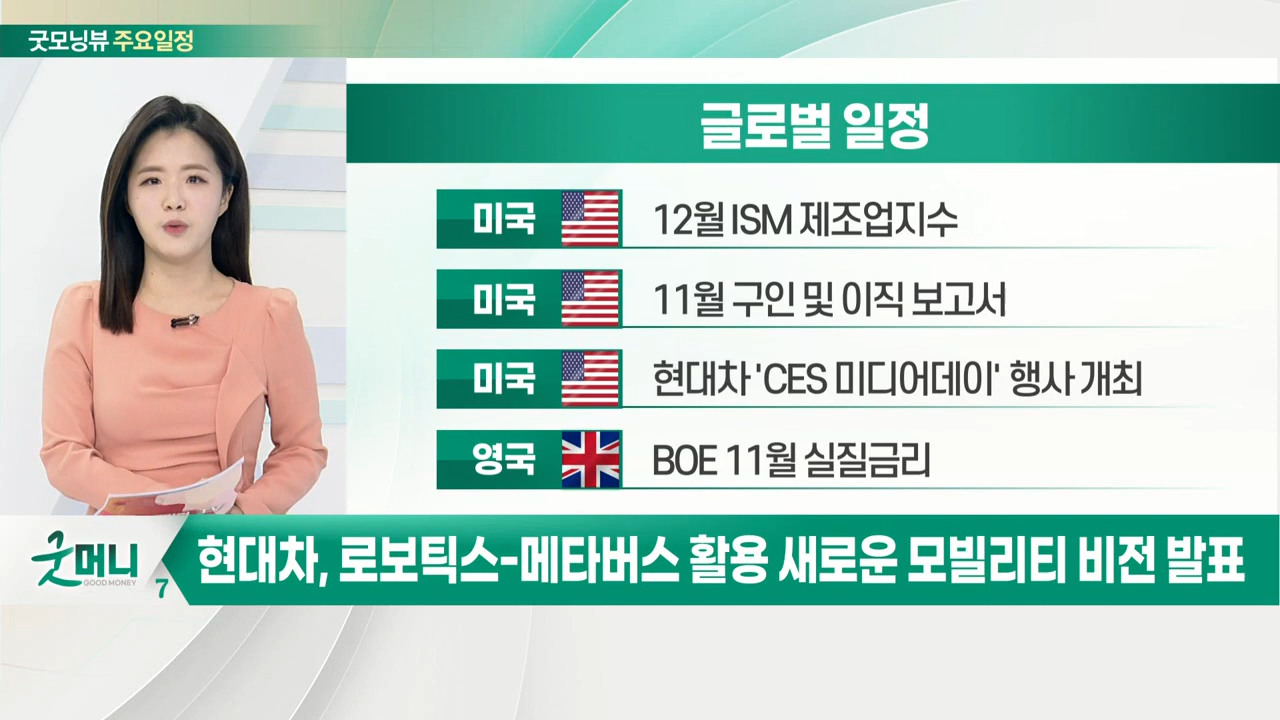 굿모닝뷰 주요일정
글로벌 일정
미국 12월 ISM 제조업지수
미국 11월 구인 및 이직 보고서
미국 현대차 'CES 미디어데이' 행사 개최
영국 BOE 11월 실질금리
굿머니
GOOD MONEY
7
현대차, 로보틱스-메타버스 활용 새로운 모빌리티 비전 발표